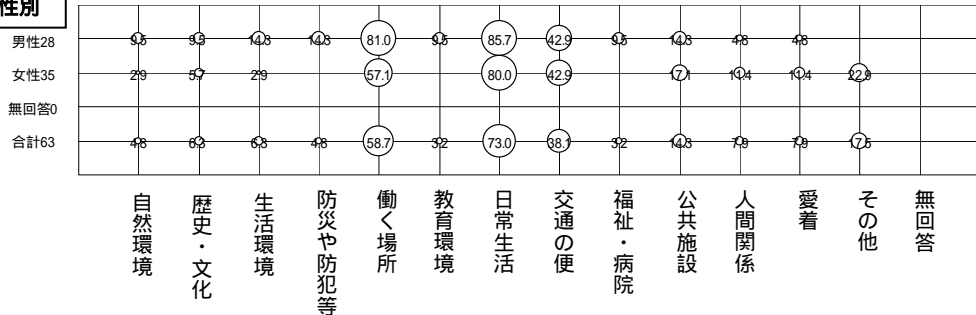 性別
男性28 9.5 9.5 14.3 14.3 81.0 9.5 85.7 42.9 9.5 14.3 4.8 4.8
女性35 2.9 5.7 2.9 57.1 80.0 42.9 17.1 11.4 11.4 22.9
無回答0
合計63 4.8 6.3 6.3 4.8 58.7 3.2 73.0 38.1 3.2 14.3 7.9 7.9 17.5
自然環境
歴史・文化
生活環境
防災や防犯等
働く場所
教育環境
日常生活
交通の便
福祉・病院
公共施設
人間関係
愛着
その他
無回答